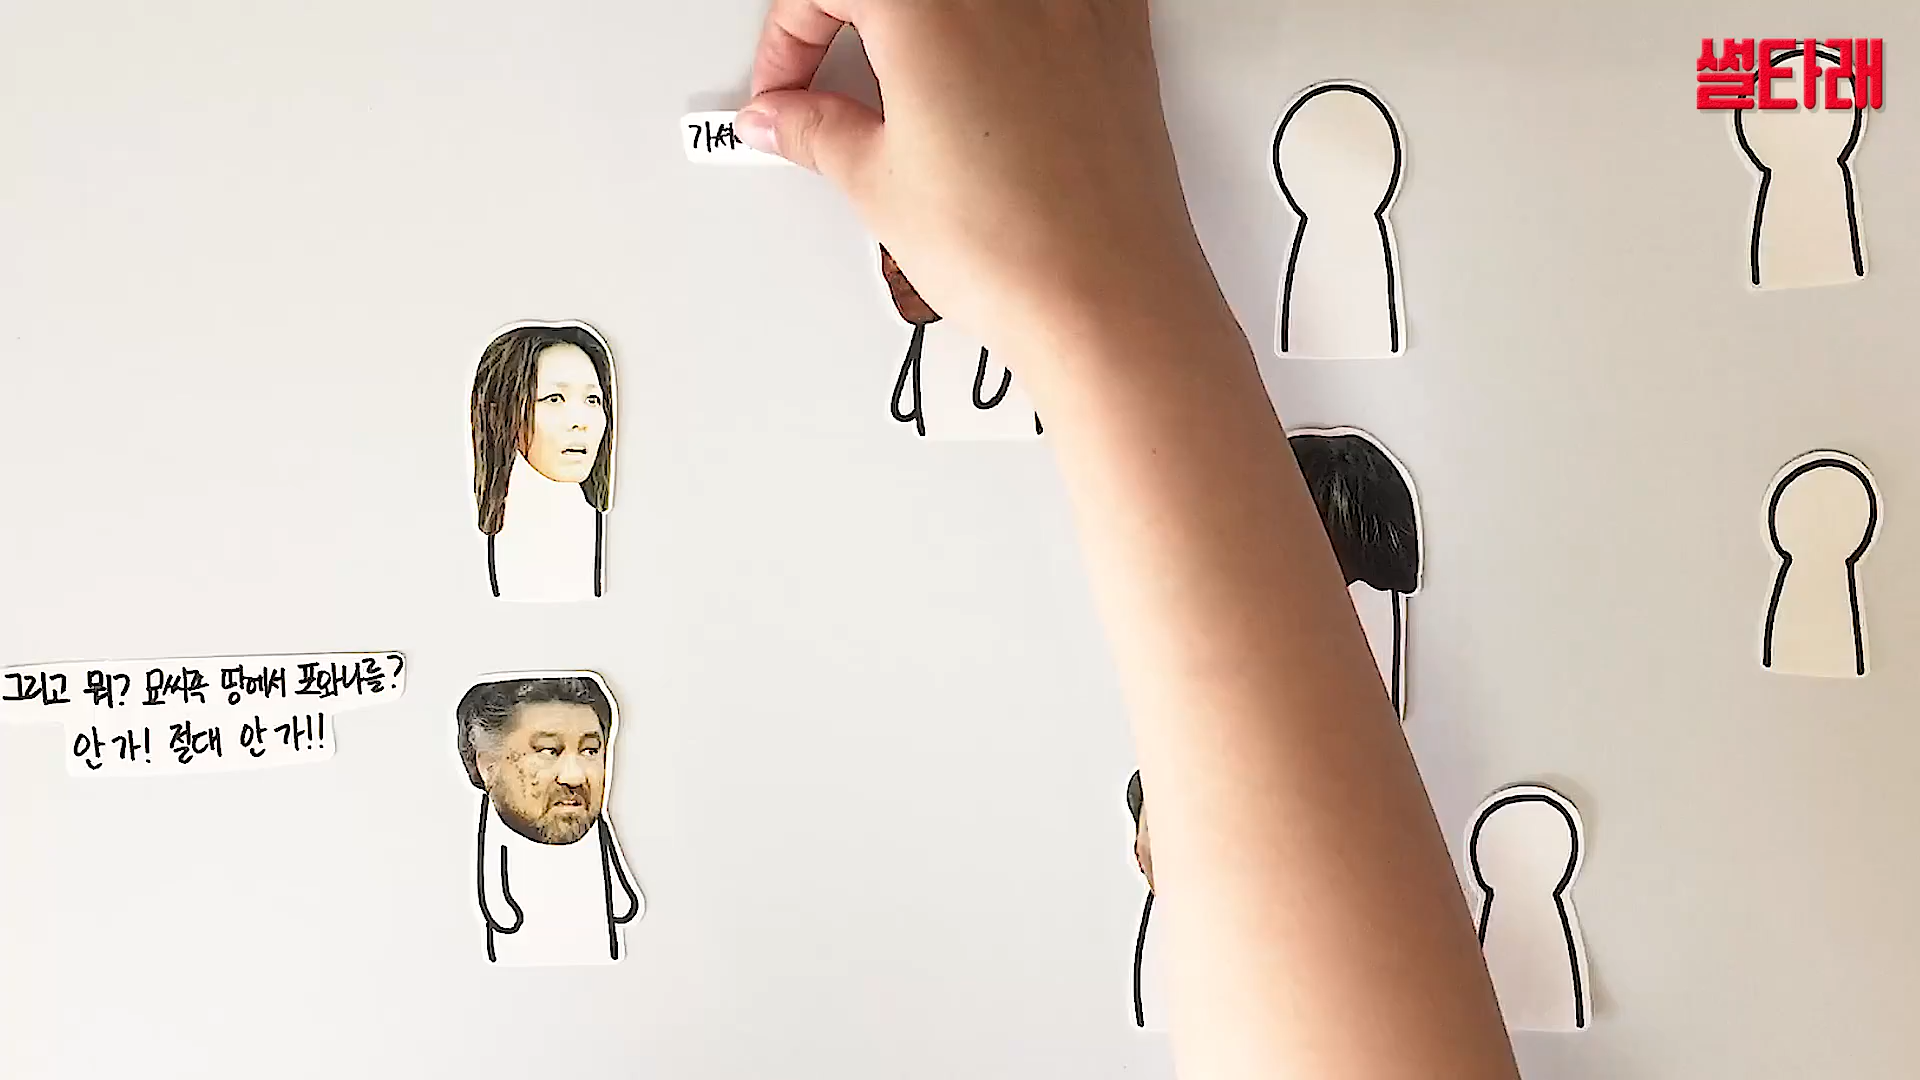 썰타래
그리고 뭐? 묘씨족 땅에서 포와나를?
안 가! 절대 안 가!!